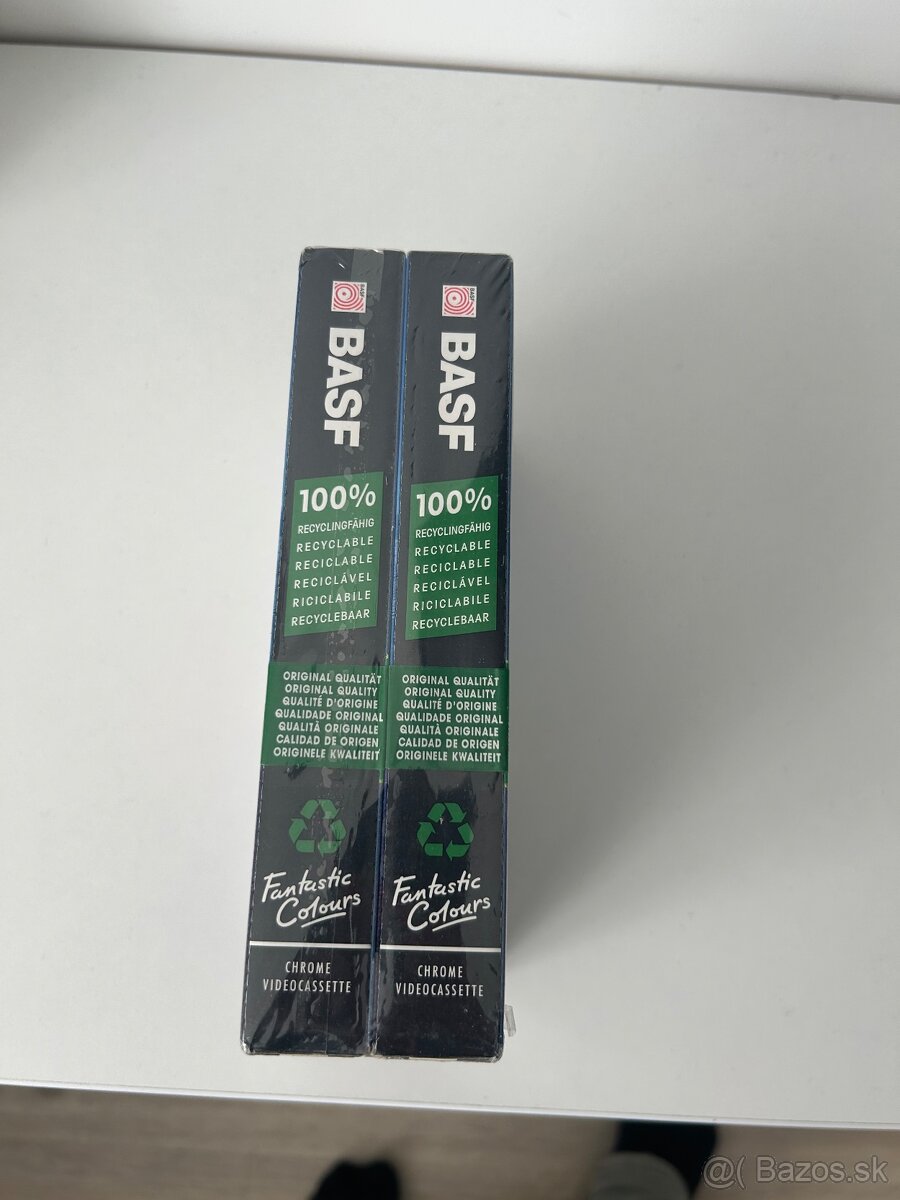 BASF
BASF
100%
RECYCLINGFÄHIG
RECYCLABLE
RECICLABLE
RECICLÁVEL
RICICLABILE
RECYCLEBAAR
ORIGINAL QUALITÄT
ORIGINAL QUALITY
QUALITÉ D'ORIGINE
QUALIDADE ORIGINAL
QUALITÀ ORIGINALE
CALIDAD DE ORIGEN
ORIGINELE KWALITEIT
Fantastic
Colours
CHROME
VIDEOCASSETTE
BASF
BASF
100%
RECYCLINGFÄHIG
RECYCLABLE
RECICLABLE
RECICLÁVEL
RICICLABILE
RECYCLEBAAR
ORIGINAL QUALITÄT
ORIGINAL QUALITY
QUALITÉ D'ORIGINE
QUALIDADE ORIGINAL
QUALITÀ ORIGINALE
CALIDAD DE ORIGEN
ORIGINELE KWALITEIT
Fantastic
Colours
CHROME
VIDEOCASSETTE
@( Bazos.sk